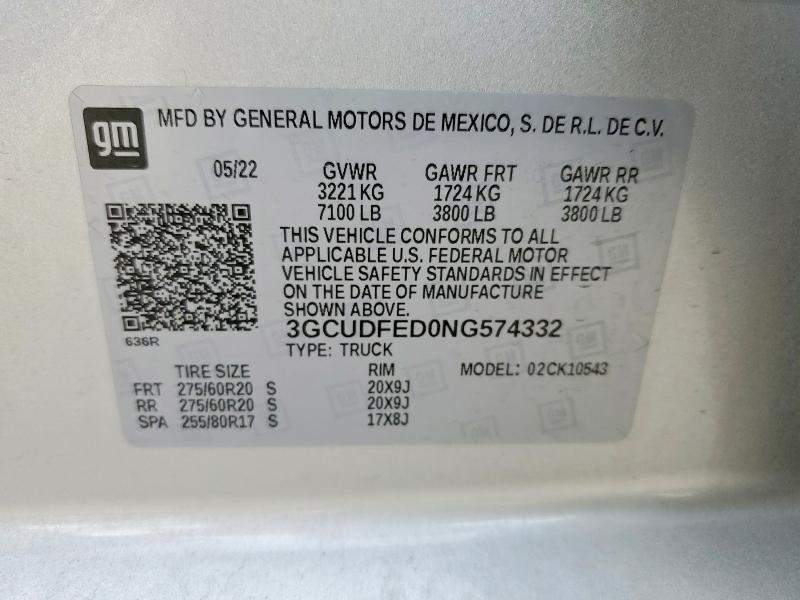 gm
MFD BY GENERAL MOTORS DE MEXICO, S. DE R.L. DE C.V.
05/22 GVWR GAWR FRT GAWR RR
3221 KG 1724 KG 1724 KG
7100 LB 3800 LB 3800 LB
THIS VEHICLE CONFORMS TO ALL
APPLICABLE U.S. FEDERAL MOTOR
VEHICLE SAFETY STANDARDS IN EFFECT
ON THE DATE OF MANUFACTURE
SHOWN ABOVE.
3GCUDFED0NG574332
636R
TYPE: TRUCK
TIRE SIZE RIM MODEL: 02CK10543
FRT 275/60R20 S 20X9J
RR 275/60R20 S 20X9J
SPA 255/80R17 S 17X8J